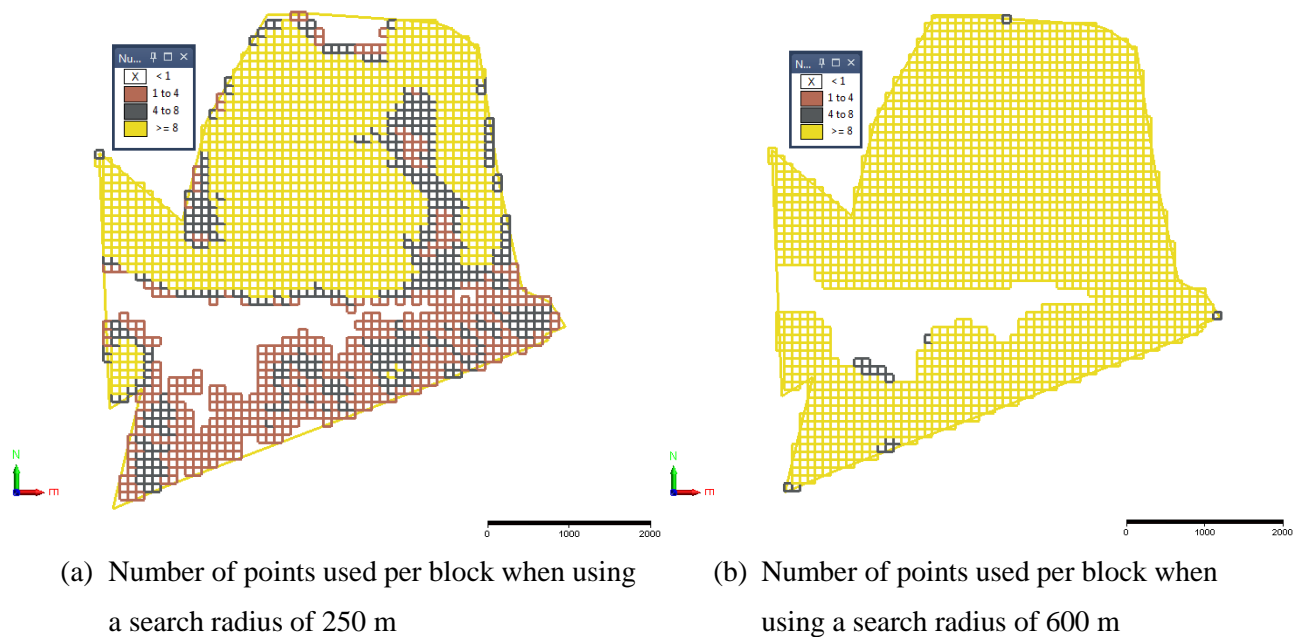 Nu...
X < 1
1 to 4
4 to 8
>= 8
N
E
0 1000 2000
(a) Number of points used per block when using
a search radius of 250 m
N...
X < 1
1 to 4
4 to 8
>= 8
N
E
0 1000 2000
(b) Number of points used per block when
using a search radius of 600 m